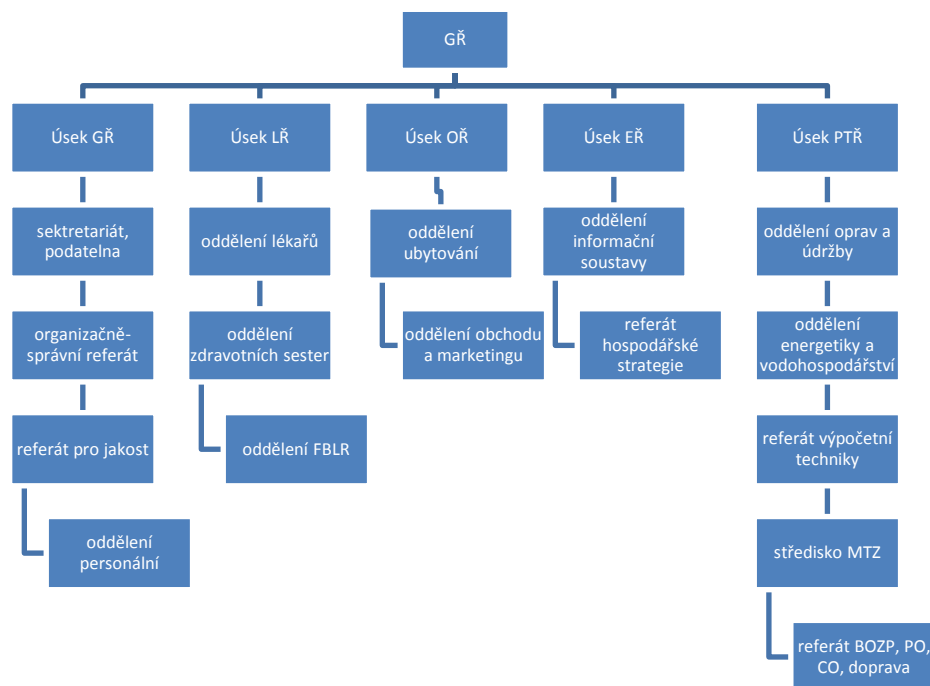 GŘ
Úsek GŘ
Úsek LŘ
Úsek OŘ
Úsek EŘ
Úsek PTŘ
sektretariát,
podatelna
oddělení lékařů
oddělení
ubytování
oddělení
informační
soustavy
oddělení oprav a
údržby
organizačně-
správní referát
oddělení
zdravotních sester
oddělení obchodu
a marketingu
referát
hospodářské
strategie
oddělení
energetiky a
vodohospodářství
referát pro jakost
oddělení FBLR
referát výpočetní
techniky
oddělení
personální
středisko MTZ
referát BOZP, PO,
CO, doprava